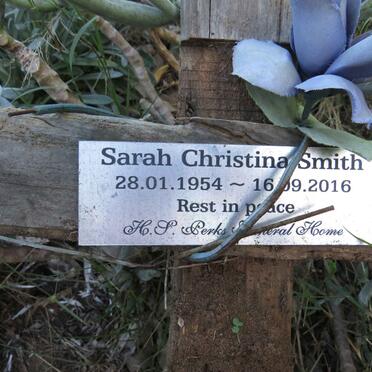 Sarah Christina Smith
28.01.1954 ~ 16.09.2016
Rest in peace
H.S. Perks Funeral Home